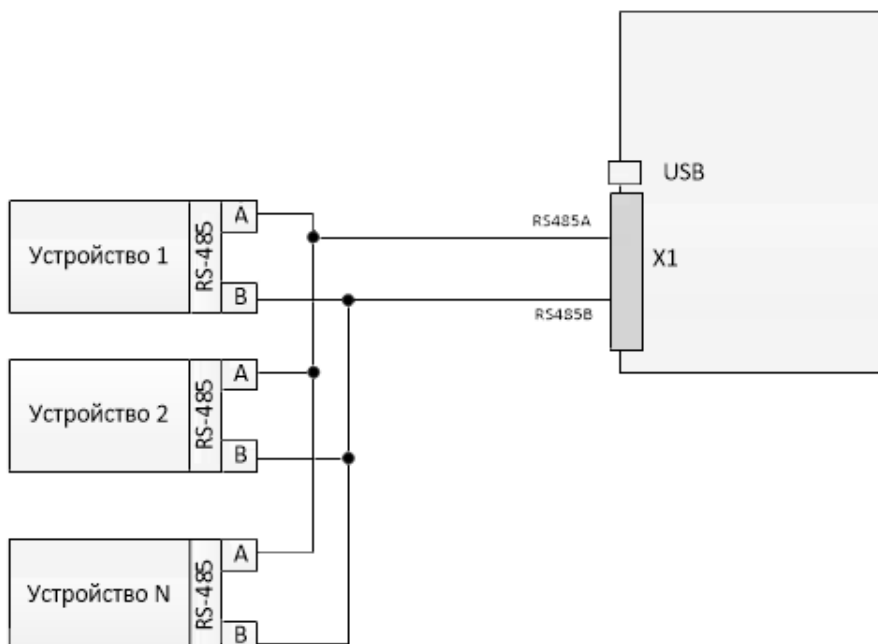 USB
A
RS485A
Устройство 1
RS-485
X1
B
RS485B
A
Устройство 2
RS-485
B
A
Устройство N
RS-485
B